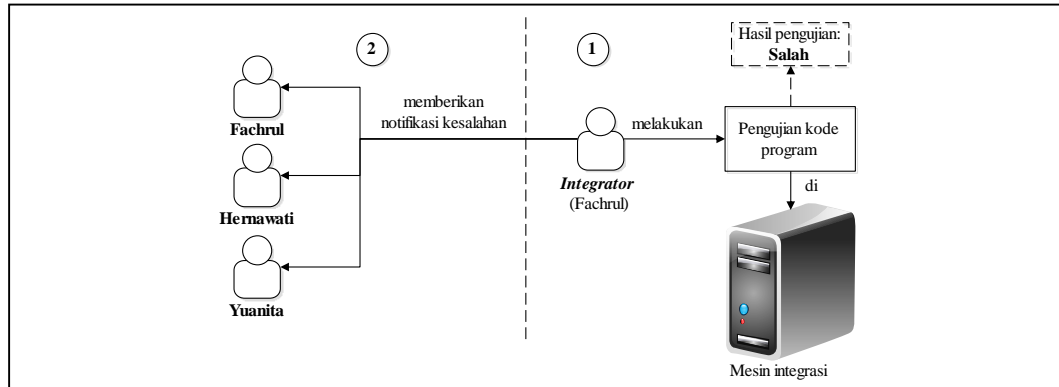 2
1
Hasil pengujian:
Salah
Fachrul
memberikan
notifikasi kesalahan
melakukan
Pengujian kode
program
Integrator
(Fachrul)
di
Hernawati
Yuanita
Mesin integrasi